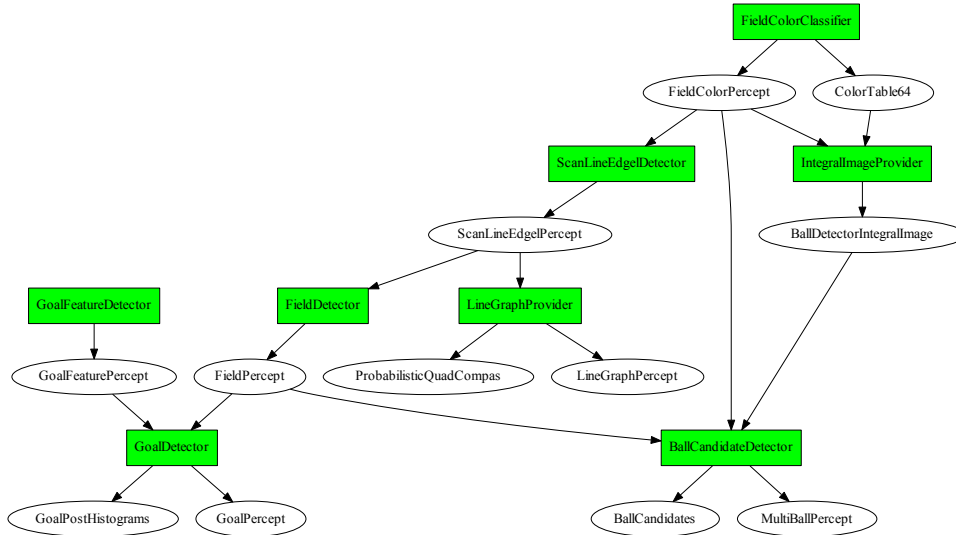 FieldColorClassifier
FieldColorPercept
ColorTable64
ScanLineEdgelDetector
IntegralImageProvider
ScanLineEdgelPercept
BallDetectorIntegralImage
GoalFeatureDetector
FieldDetector
LineGraphProvider
GoalFeaturePercept
FieldPercept
ProbabilisticQuadCompas
LineGraphPercept
GoalDetector
BallCandidateDetector
GoalPostHistograms
GoalPercept
BallCandidates
MultiBallPercept